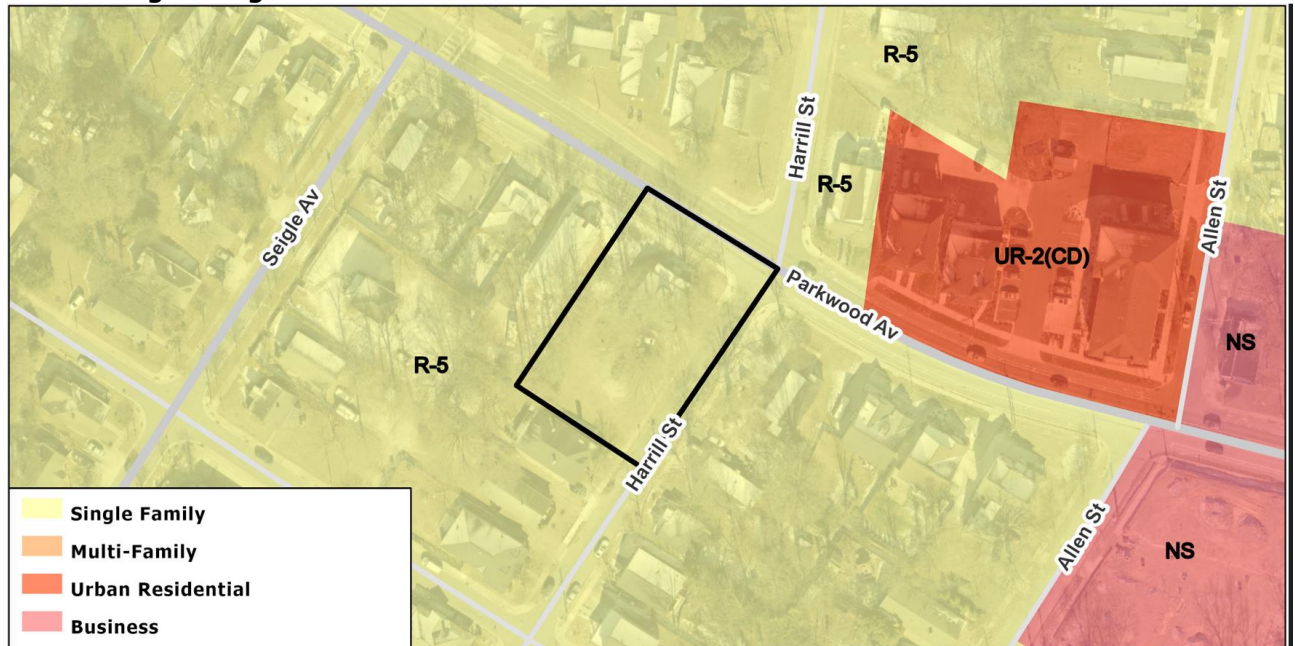 R-5
Harrill St
R-5
Seigle Av
Allen St
UR-2(CD)
Parkwood Av
NS
R-5
Harrill St
Allen St
NS
Single Family
Multi-Family
Urban Residential
Business